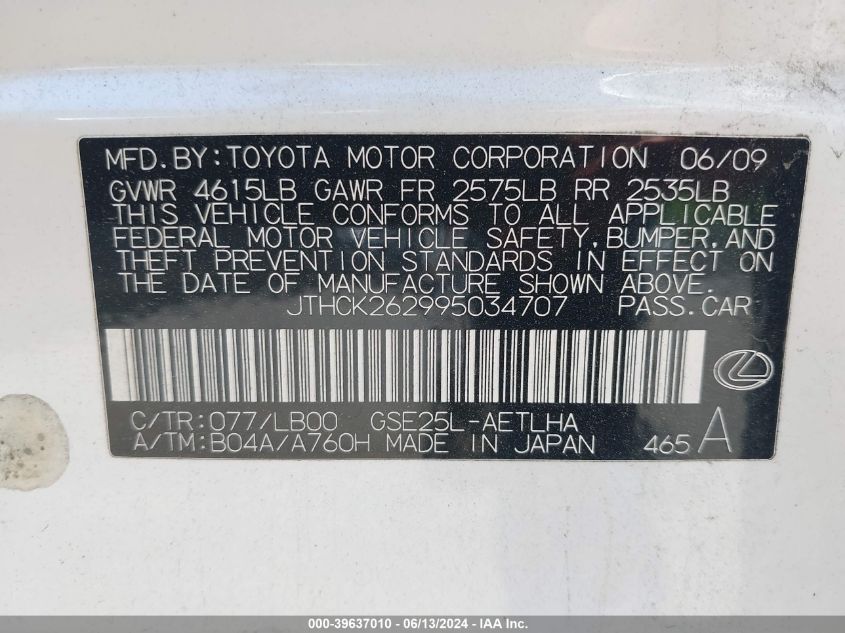 MFD.BY:TOYOTA MOTOR CORPORATION 06/09
GVWR 4615LB GAWR FR 2575LB RR 2535LB
THIS VEHICLE CONFORMS TO ALL APPLICABLE
FEDERAL MOTOR VEHICLE SAFETY,BUMPER,AND
THEFT PREVENTION STANDARDS IN EFFECT ON
THE DATE OF MANUFACTURE SHOWN ABOVE.
JTHCK262995034707 PASS.CAR
C/TR:077/LB00 GSE25L-AETLHA
A/TM:B04A/A760H MADE IN JAPAN 465 A
000-39637010 - 06/13/2024 - IAA Inc.